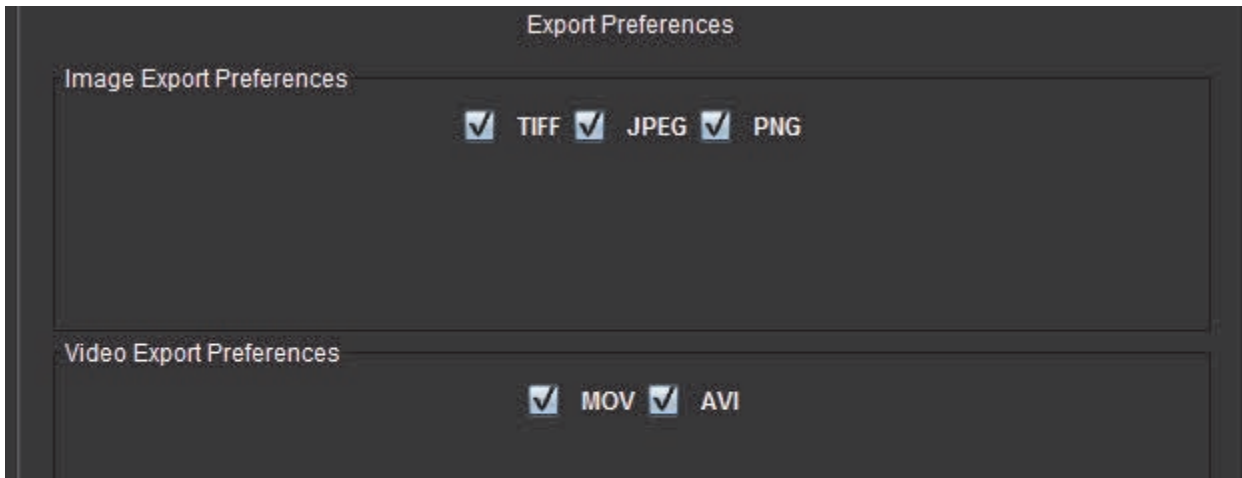 Export Preferences
Image Export Preferences
TIFF JPEG PNG
Video Export Preferences
MOV AVI